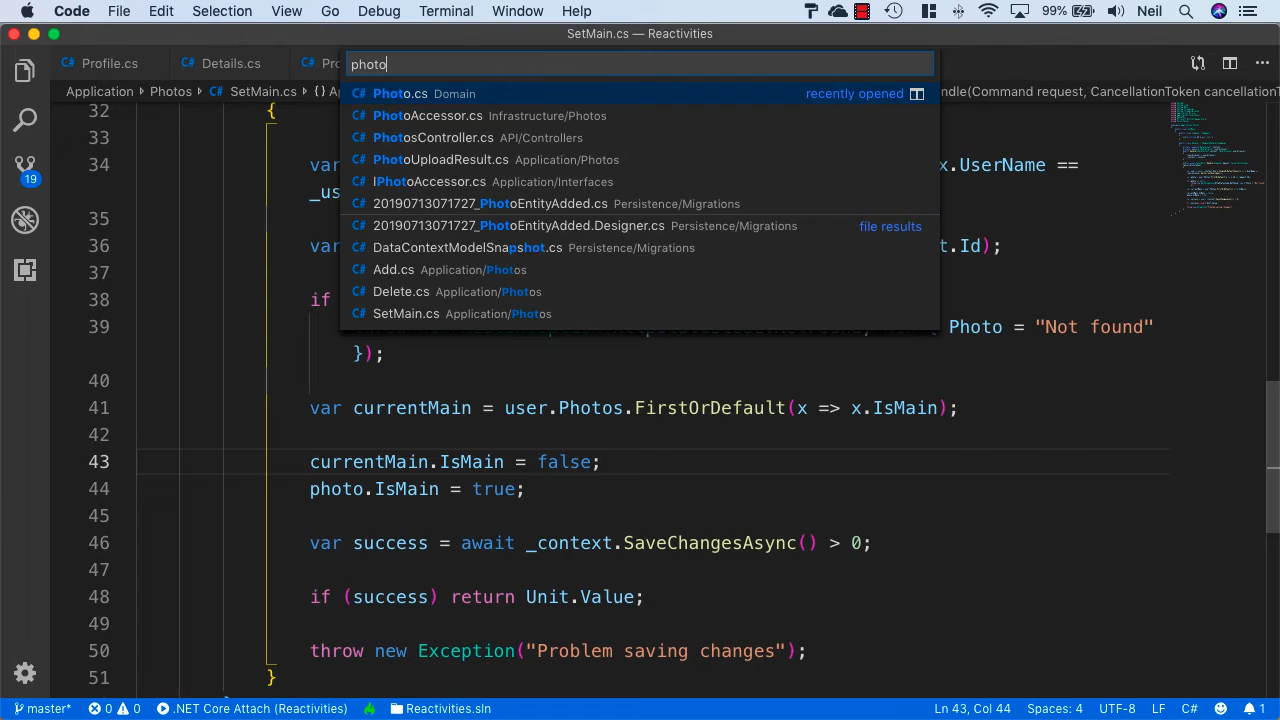 Code File Edit Selection View Go Debug Terminal Window Help 99% Neil
SetMain.cs — Reactivities
C# Profile.cs C# Details.cs C# Pr
photo
Application › Photos › C# SetMain.cs › {} ndle(Command request, CancellationToken cancellationT
C# Photo.cs Domain recently opened
C# PhotoAccessor.cs Infrastructure/Photos
C# PhotosController.cs API/Controllers
C# PhotoUploadResult.cs Application/Photos
C# IPhotoAccessor.cs Application/Interfaces
C# 20190713071727_PhotoEntityAdded.cs Persistence/Migrations
C# 20190713071727_PhotoEntityAdded.Designer.cs Persistence/Migrations file results
C# DataContextModelSnapshot.cs Persistence/Migrations
C# Add.cs Application/Photos
C# Delete.cs Application/Photos
C# SetMain.cs Application/Photos
19
32 {
33
34 var x.UserName ==
_us
35
36 var t.Id);
37
38 if
39 Photo = "Not found"
});
40
41 var currentMain = user.Photos.FirstOrDefault(x => x.IsMain);
42
43 currentMain.IsMain = false;
44 photo.IsMain = true;
45
46 var success = await _context.SaveChangesAsync() > 0;
47
48 if (success) return Unit.Value;
49
50 throw new Exception("Problem saving changes");
51 }
master* 0 0 .NET Core Attach (Reactivities) Reactivities.sln Ln 43, Col 44 Spaces: 4 UTF-8 LF C# 1